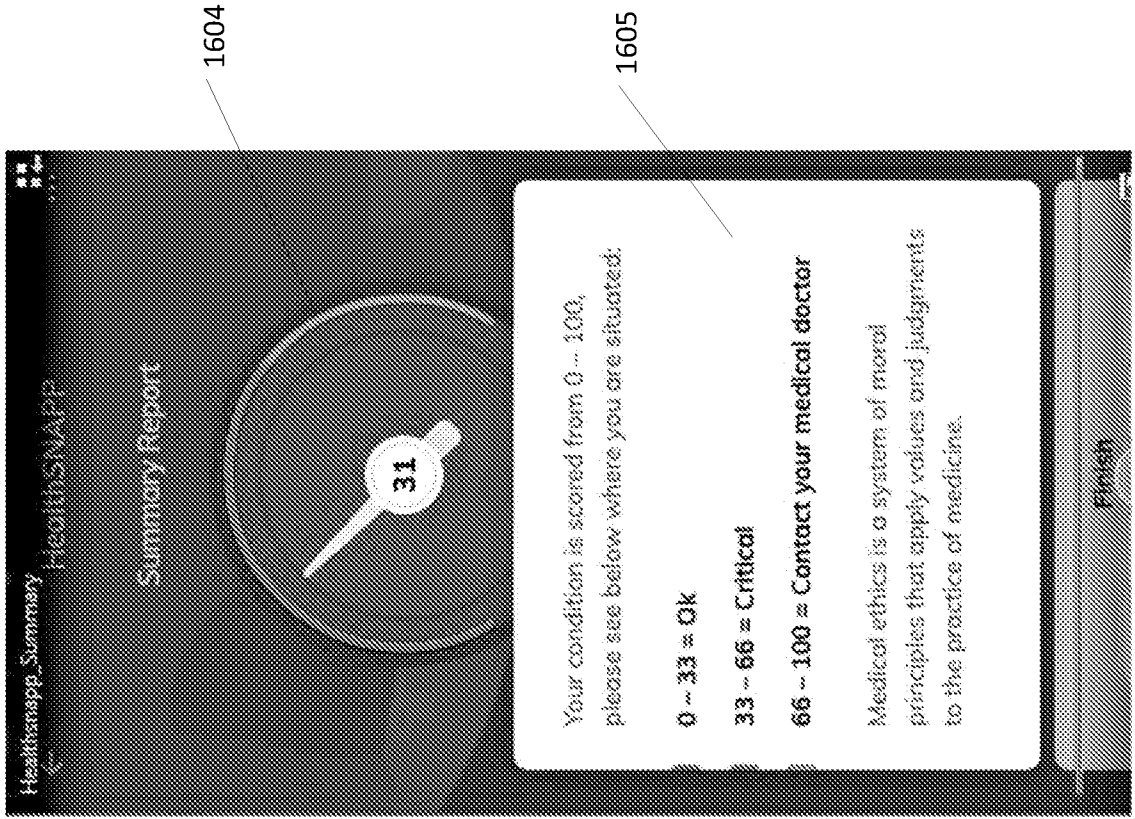 Healthsnapp_Summary
HealthSNAPP
Summary Report
31
Your condition is scored from 0 – 100,
please see below where you are situated:
0 – 33 = Ok
33 – 66 = Critical
66 – 100 = Contact your medical doctor
Medical ethics is a system of moral
principles that apply values and judgments
to the practice of medicine.
Finish
1604
1605